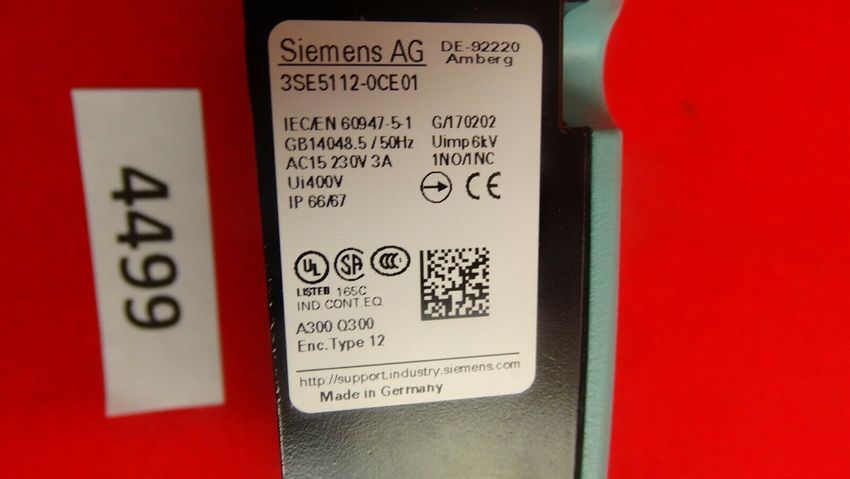 Siemens AG
DE-92220
Amberg
3SE5112-0CE01
IEC/EN 60947-5-1 G/170202
GB14048.5 / 50Hz Uimp 6kV
AC15 230V 3A 1NO/1NC
Ui400V
IP 66/67
CE
UL SA CCC
LISTED 165C
IND. CONT. EQ.
A300 Q300
Enc. Type 12
http://support.industry.siemens.com
Made in Germany
4499